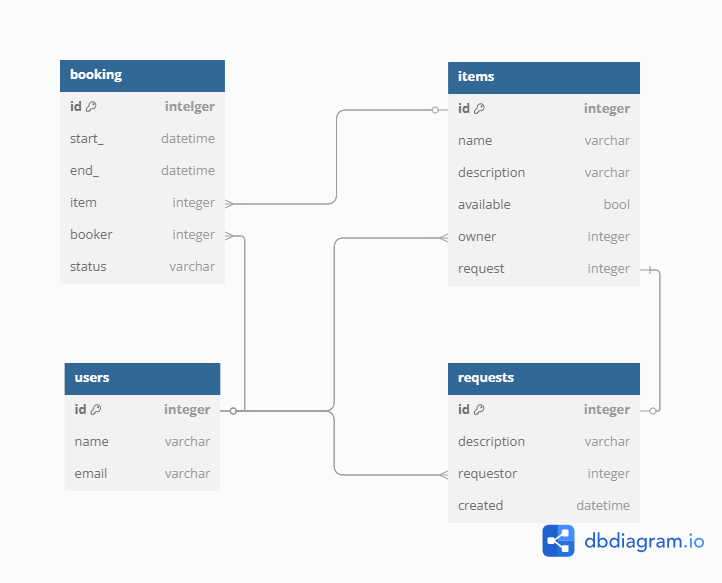 booking
id intelger
start_ datetime
end_ datetime
item integer
booker integer
status varchar
items
id integer
name varchar
description varchar
available bool
owner integer
request integer
users
id integer
name varchar
email varchar
requests
id integer
description varchar
requestor integer
created datetime
dbdiagram.io